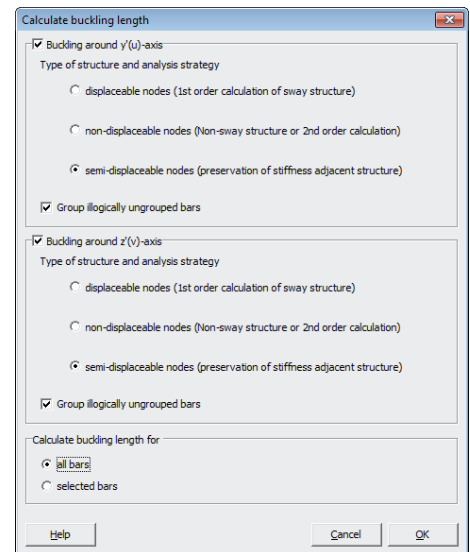 Calculate buckling length
Buckling around y'(u)-axis
Type of structure and analysis strategy
displaceable nodes (1st order calculation of sway structure)
non-displaceable nodes (Non-sway structure or 2nd order calculation)
semi-displaceable nodes (preservation of stiffness adjacent structure)
Group illogically ungrouped bars
Buckling around z'(v)-axis
Type of structure and analysis strategy
displaceable nodes (1st order calculation of sway structure)
non-displaceable nodes (Non-sway structure or 2nd order calculation)
semi-displaceable nodes (preservation of stiffness adjacent structure)
Group illogically ungrouped bars
Calculate buckling length for
all bars
selected bars
Help Cancel OK